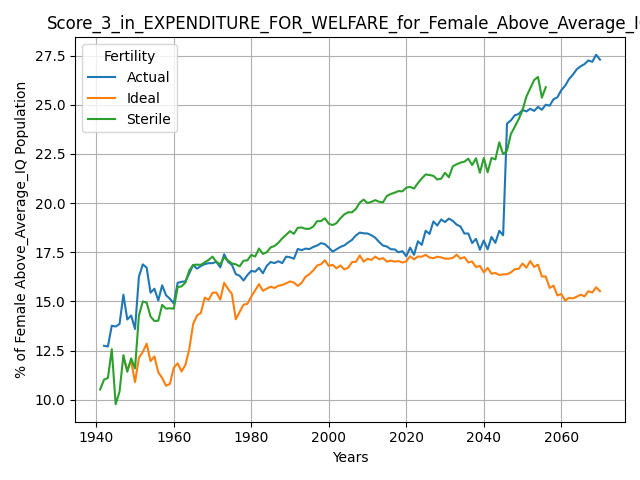 Score_3_in_EXPENDITURE_FOR_WELFARE_for_Female_Above_Average_I
Fertility
Actual
Ideal
Sterile
% of Female Above_Average_IQ Population
27.5
25.0
22.5
20.0
17.5
15.0
12.5
10.0
1940 1960 1980 2000 2020 2040 2060
Years